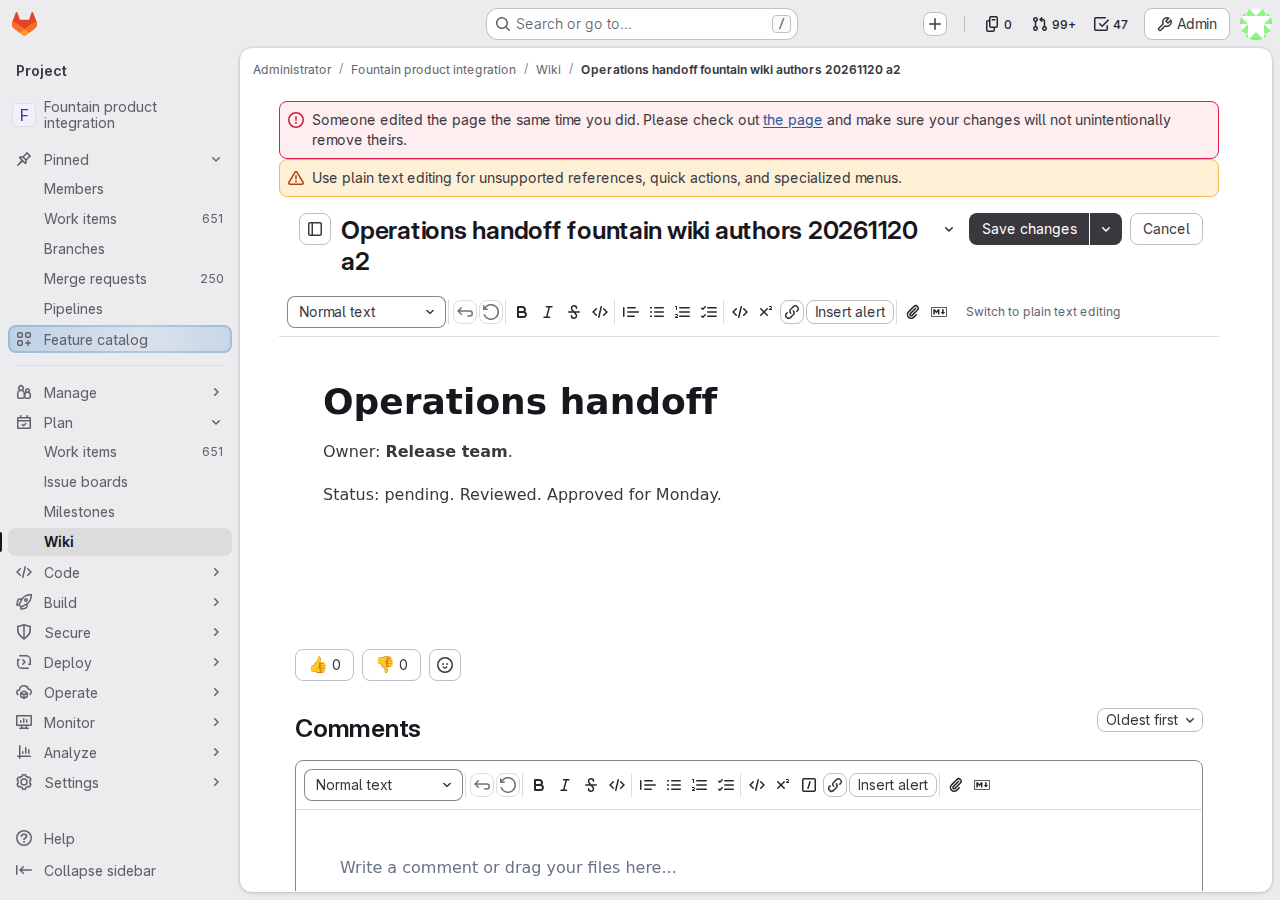 Search or go to...
/
0
99+
47
Admin
Project
F
Fountain product
integration
Pinned
Members
Work items
651
Branches
Merge requests
250
Pipelines
Feature catalog
Manage
Plan
Work items
651
Issue boards
Milestones
Wiki
Code
Build
Secure
Deploy
Operate
Monitor
Analyze
Settings
Help
Collapse sidebar
Administrator / Fountain product integration / Wiki / Operations handoff fountain wiki authors 20261120 a2
Someone edited the page the same time you did. Please check out the page and make sure your changes will not unintentionally
remove theirs.
Use plain text editing for unsupported references, quick actions, and specialized menus.
Operations handoff fountain wiki authors 20261120
a2
Save changes
Cancel
Normal text
Insert alert
Switch to plain text editing
Operations handoff
Owner: Release team.
Status: pending. Reviewed. Approved for Monday.
👍 0
👎 0
Comments
Oldest first
Normal text
Insert alert
Write a comment or drag your files here…